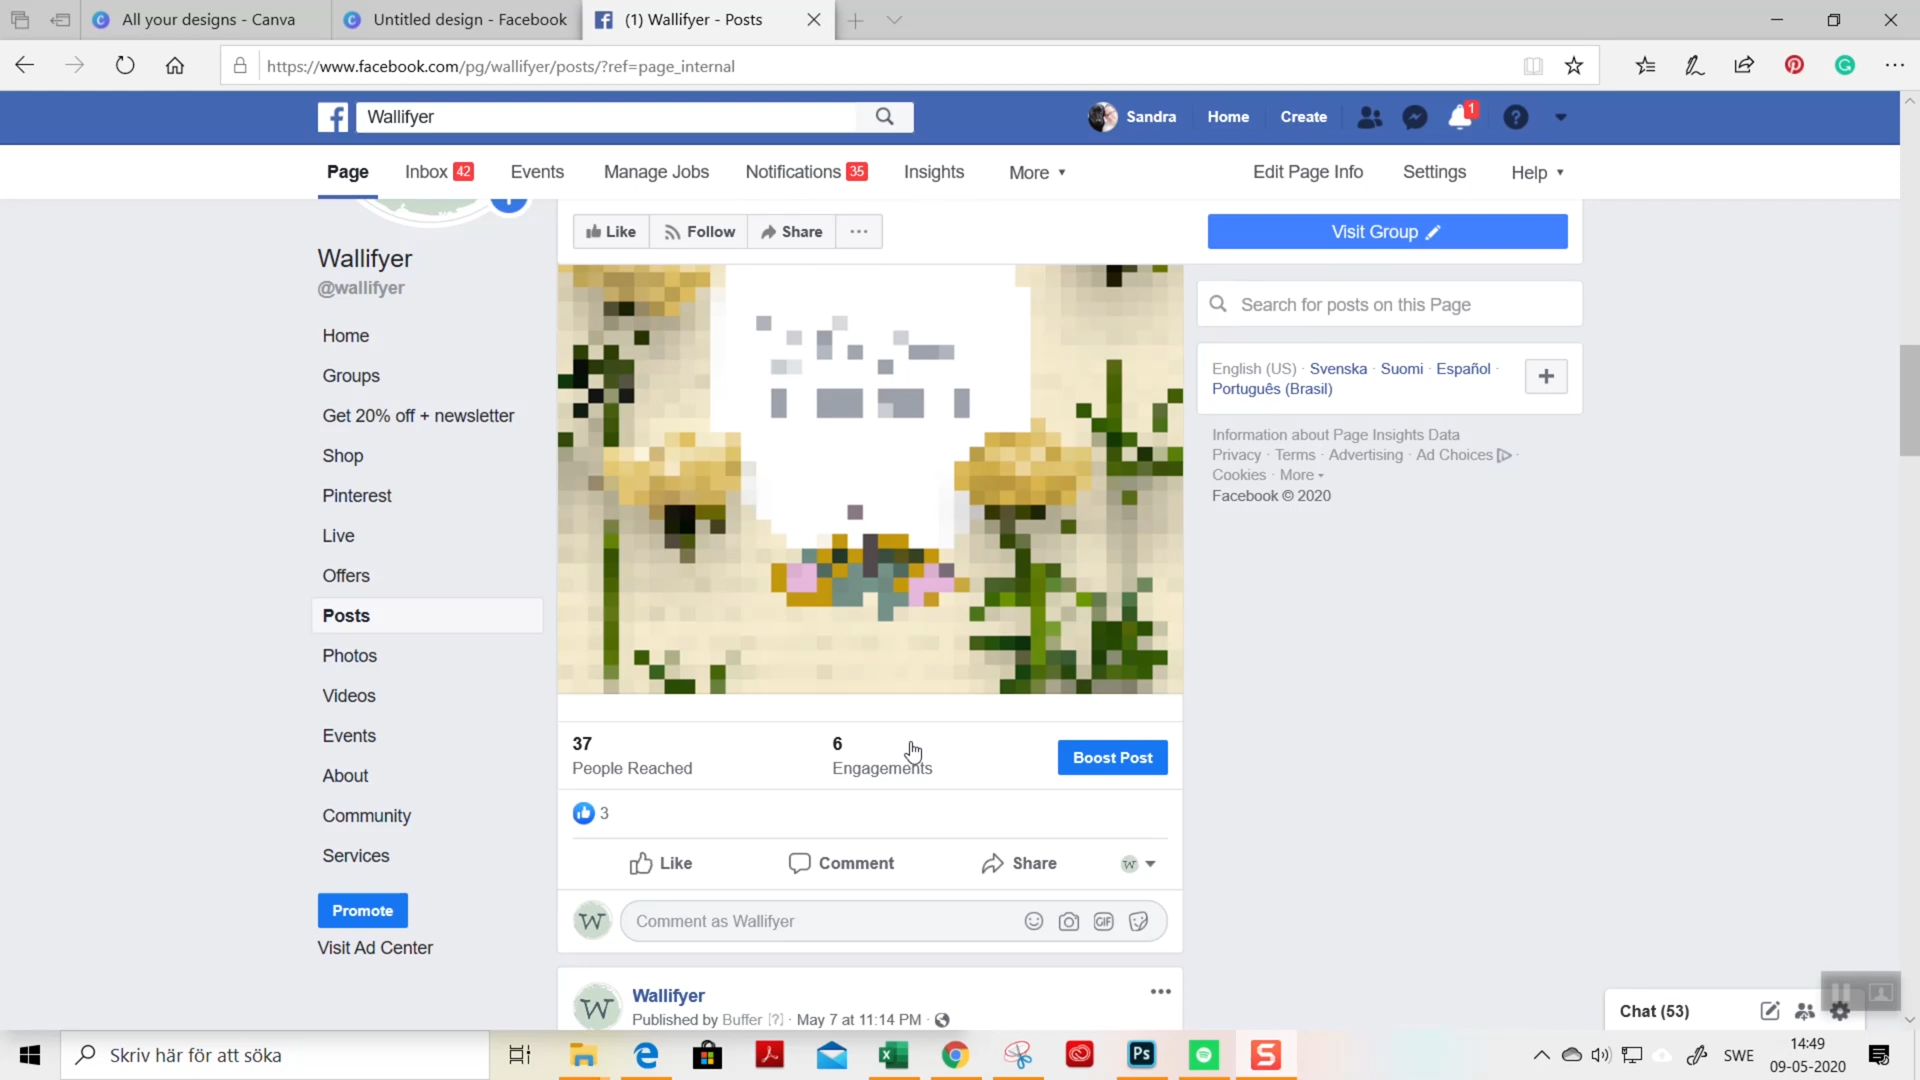 All your designs - Canva
Untitled design - Facebook
(1) Wallifyer - Posts
https://www.facebook.com/pg/wallifyer/posts/?ref=page_internal
Wallifyer
Sandra
Home
Create
1
?
Page
Inbox 42
Events
Manage Jobs
Notifications 35
Insights
More
Edit Page Info
Settings
Help
Like
Follow
Share
Visit Group
Wallifyer
@wallifyer
Home
Groups
Get 20% off + newsletter
Shop
Pinterest
Live
Offers
Posts
Photos
Videos
Events
About
Community
Services
Promote
Visit Ad Center
Search for posts on this Page
English (US) · Svenska · Suomi · Español ·
Português (Brasil)
Information about Page Insights Data
Privacy · Terms · Advertising · Ad Choices ·
Cookies · More
Facebook © 2020
37
People Reached
6
Engagements
Boost Post
3
Like
Comment
Share
W
W
Comment as Wallifyer
GIF
W
Wallifyer
Published by Buffer [?] · May 7 at 11:14 PM ·
Chat (53)
Skriv här för att söka
Ps
S
SWE
14:49
09-05-2020